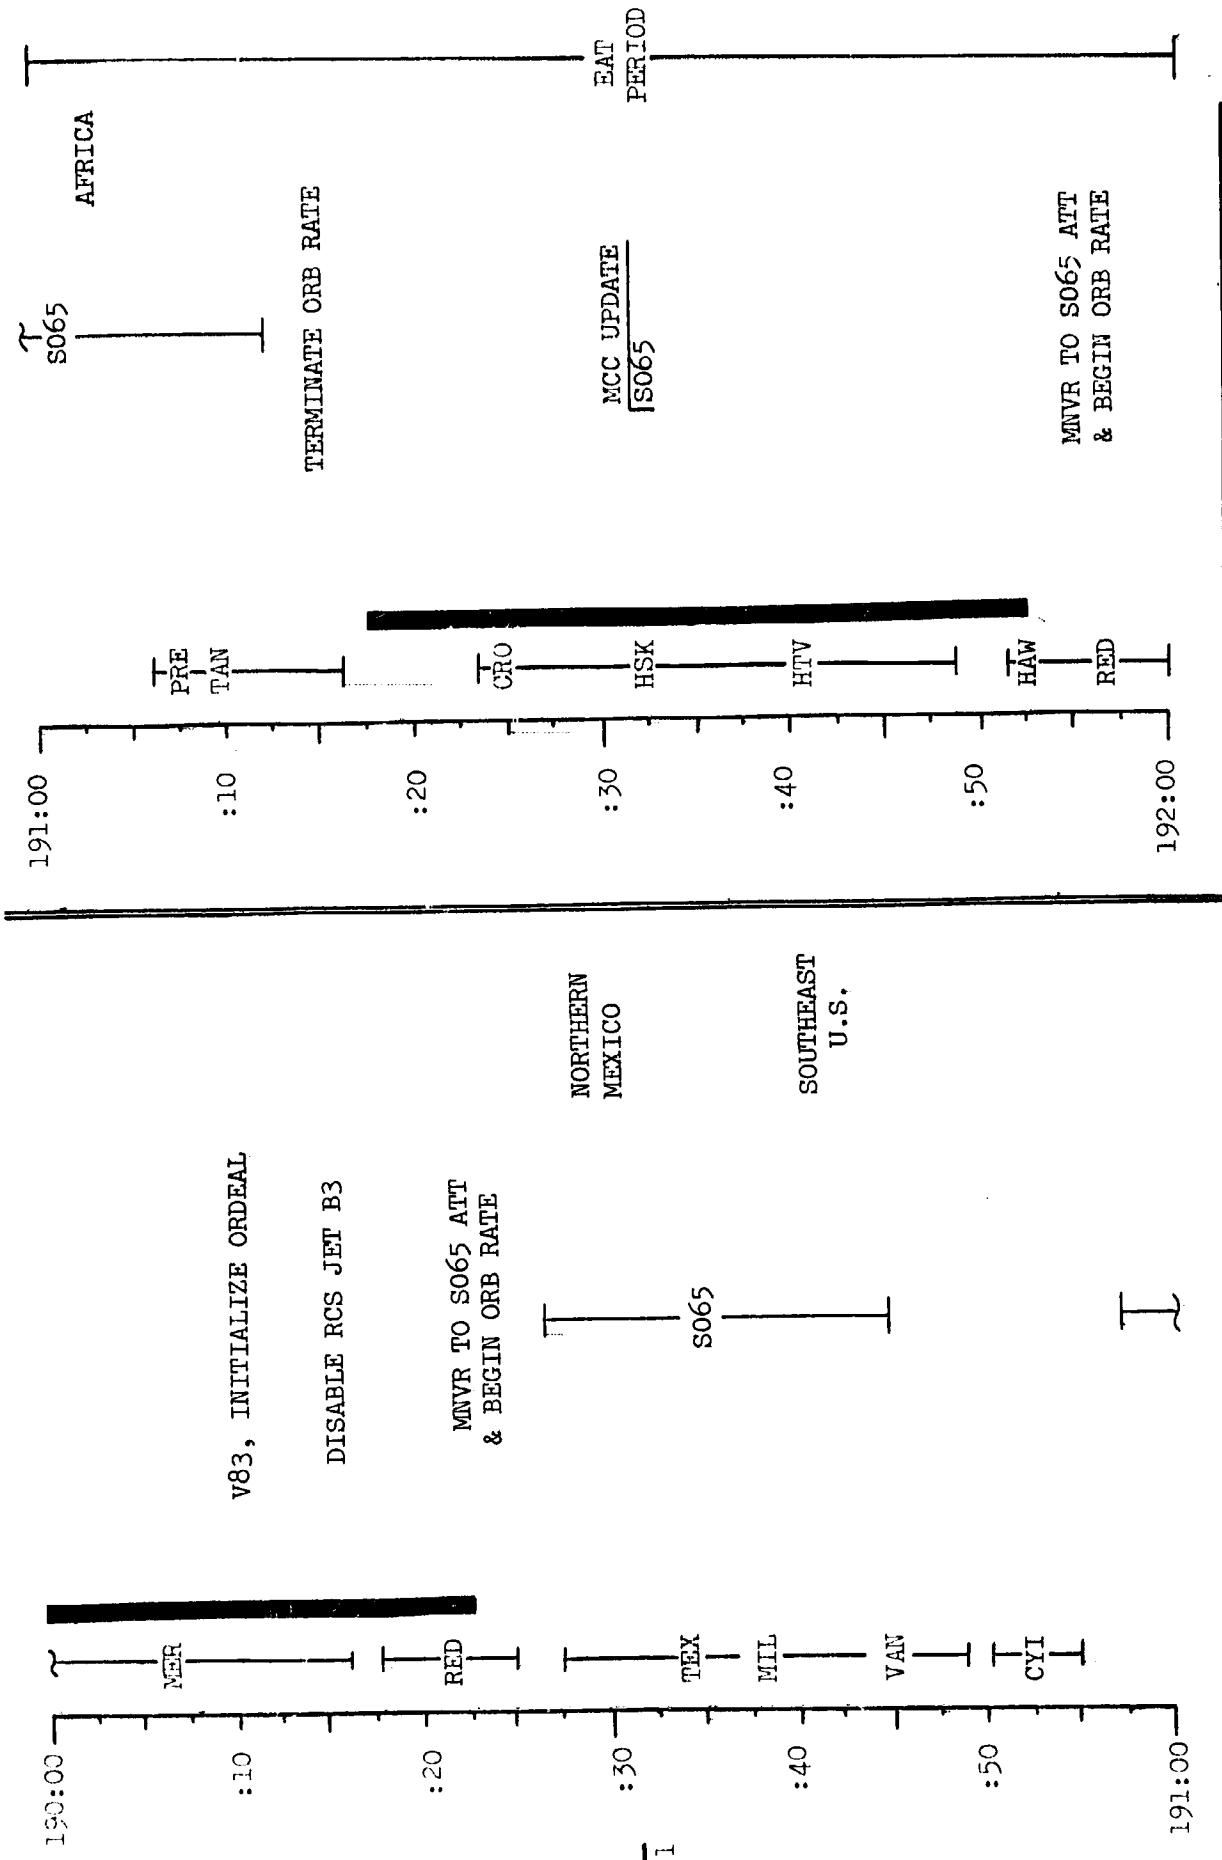 190:00
MER
:10
V83, INITIALIZE ORDEAL
DISABLE RCS JET B3
:20
RED
MNVR TO S065 ATT
& BEGIN ORB RATE
:30
NORTHERN
MEXICO
TEX
S065
MIL
:40
SOUTHEAST
U.S.
VAN
:50
CYI
191:00
191:00
S065
AFRICA
PRE
TAN
:10
TERMINATE ORB RATE
:20
CRO
:30
MCC UPDATE
S065
EAT
PERIOD
HSK
:40
HTV
:50
HAW
MNVR TO S065 ATT
& BEGIN ORB RATE
RED
192:00